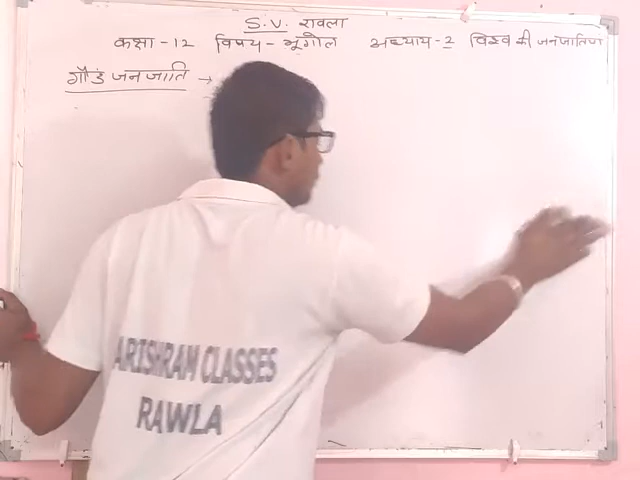 S.V. रावला
कक्षा - 12 विषय - भूगोल अध्याय - 2 विश्व की जनजातियां
गौंड जनजाति →
ARISHRAM CLASSES
RAWLA